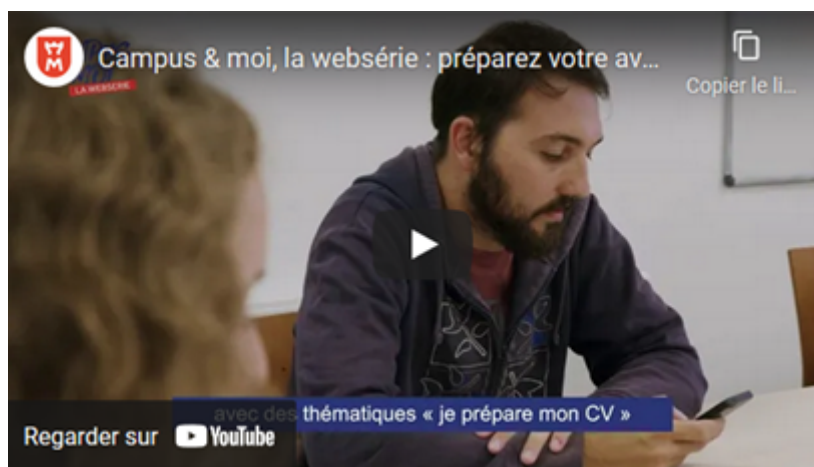 Campus & moi, la websérie : préparez votre av...
LA WEBSERIE
Copier le li...
avec des thématiques « je prépare mon CV »
Regarder sur YouTube